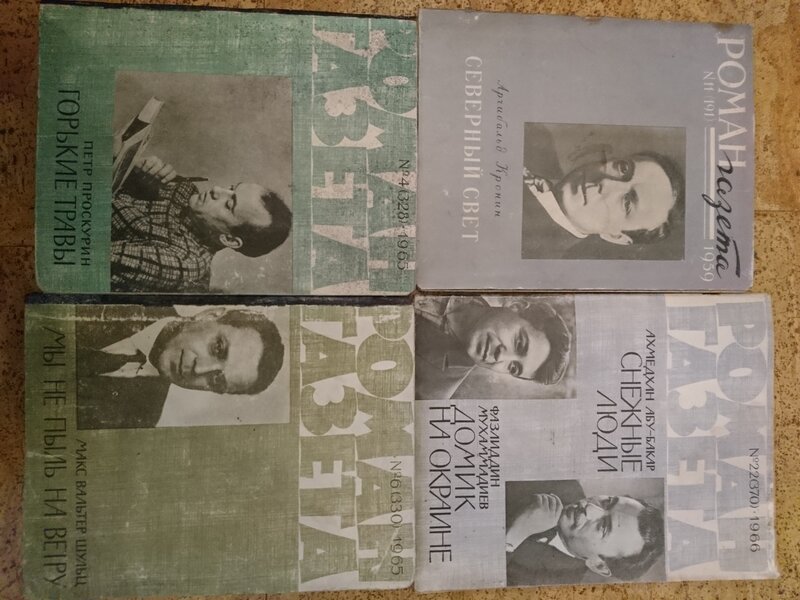 РОМАН
ГАЗЕТА
№4(328)·1965
ПЕТР ПРОСКУРИН
ГОРЬКИЕ ТРАВЫ
РОМАН
газета
№11 (191)
1959
Арчибальд Кронин
СЕВЕРНЫЙ СВЕТ
РОМАН
ГАЗЕТА
№6(330)·1965
МАКС ВАЛЬТЕР ШУЛЬЦ
МЫ НЕ ПЫЛЬ НА ВЕТРУ
РОМАН
ГАЗЕТА
№22(370)·1966
АХМЕДХАН АБУ-БАКАР
СНЕЖНЫЕ
ЛЮДИ
ФАЗЛИДДИН
МУХАММАДИЕВ
ДОМИК
НА ОКРАИНЕ